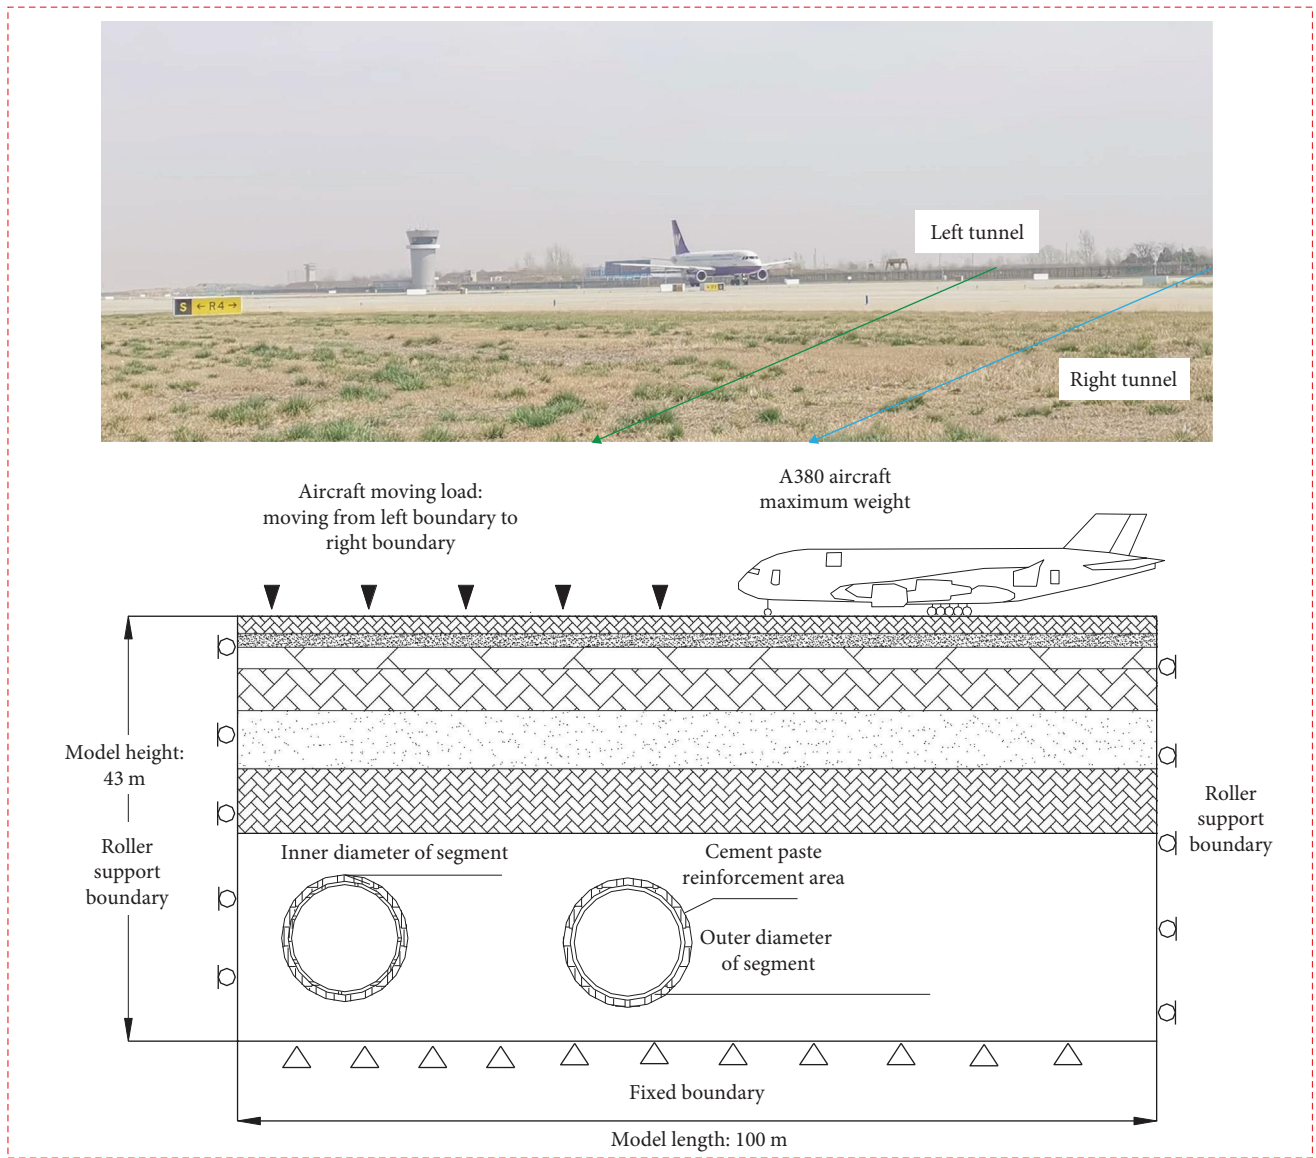 Left tunnel
S ← R4 →
Right tunnel
A380 aircraft
maximum weight
Aircraft moving load:
moving from left boundary to
right boundary
Model height:
43 m
Roller
support
boundary
Roller
support
boundary
Inner diameter of segment
Cement paste
reinforcement area
Outer diameter
of segment
Fixed boundary
Model length: 100 m